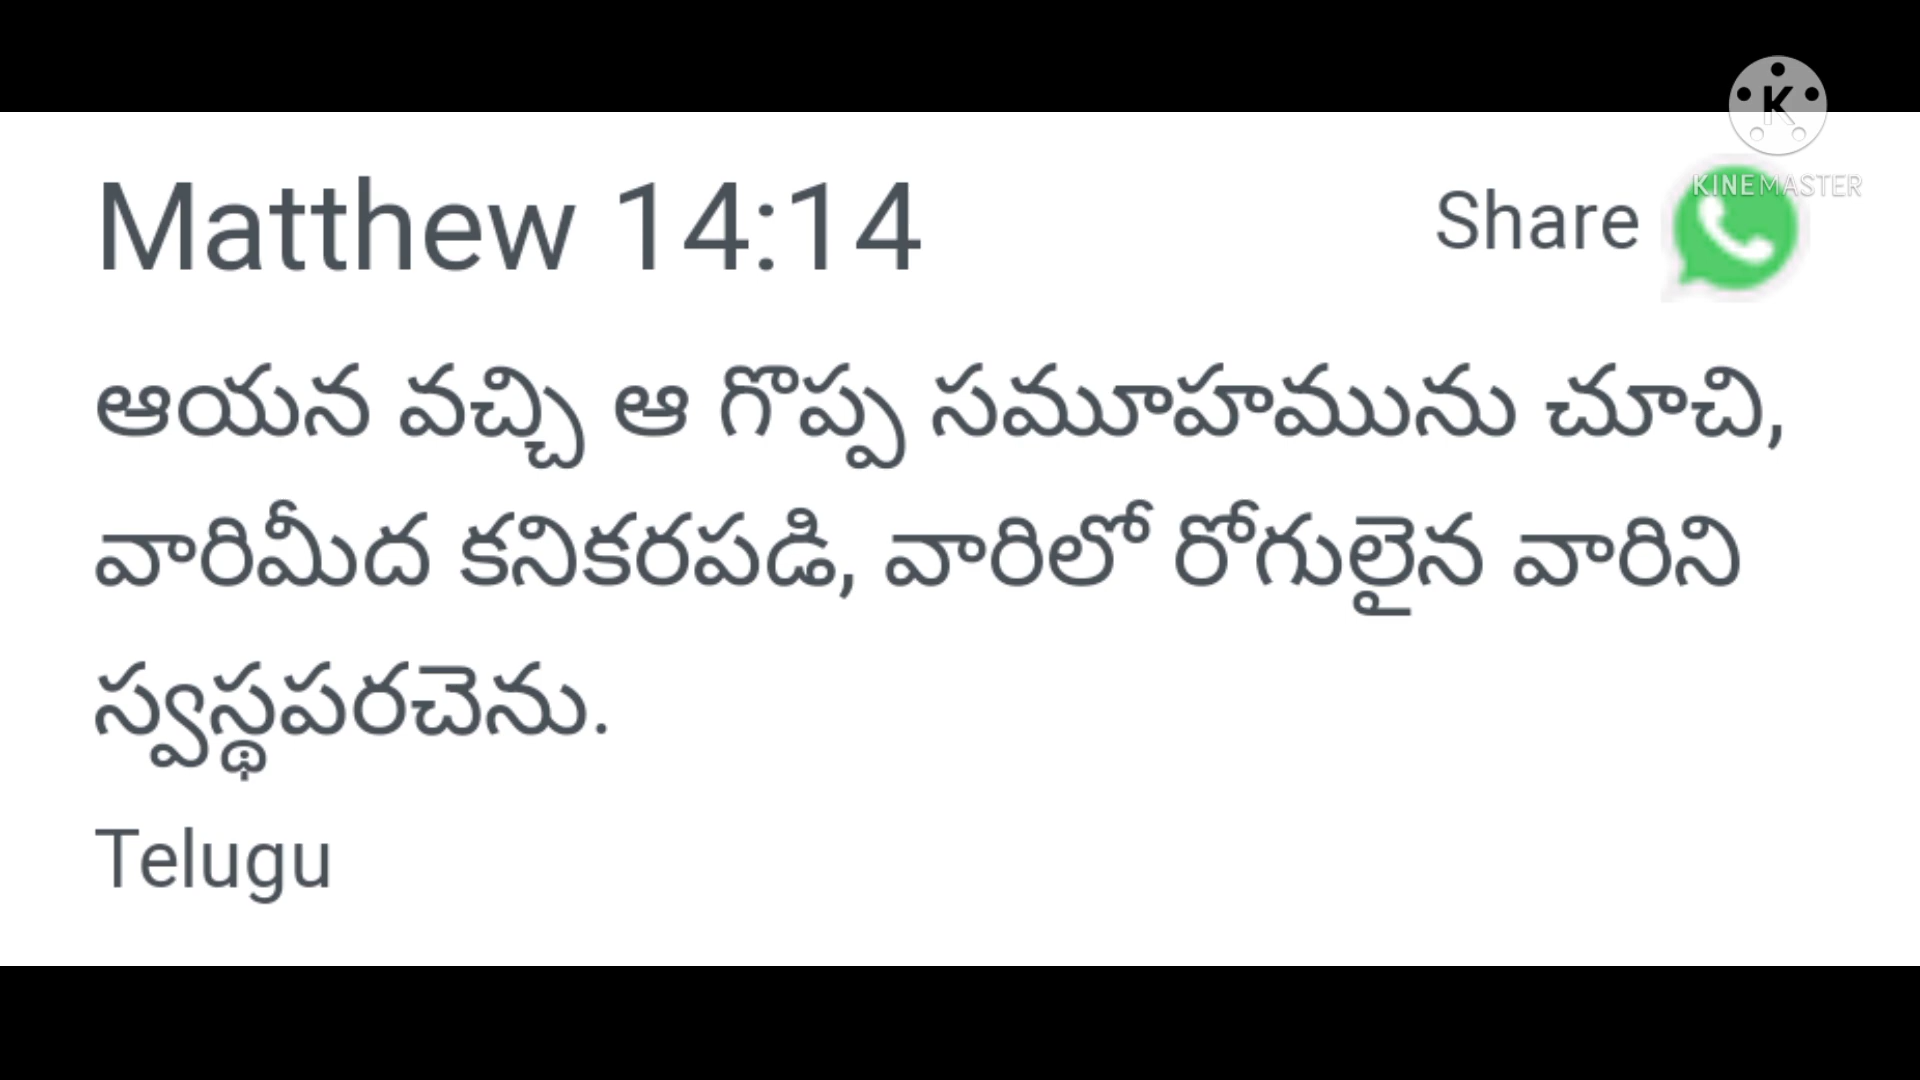 Matthew 14:14
Share
KINEMASTER
ఆయన వచ్చి ఆ గొప్ప సమూహమును చూచి,
వారిమీద కనికరపడి, వారిలో రోగులైన వారిని
స్వస్థపరచెను.
Telugu